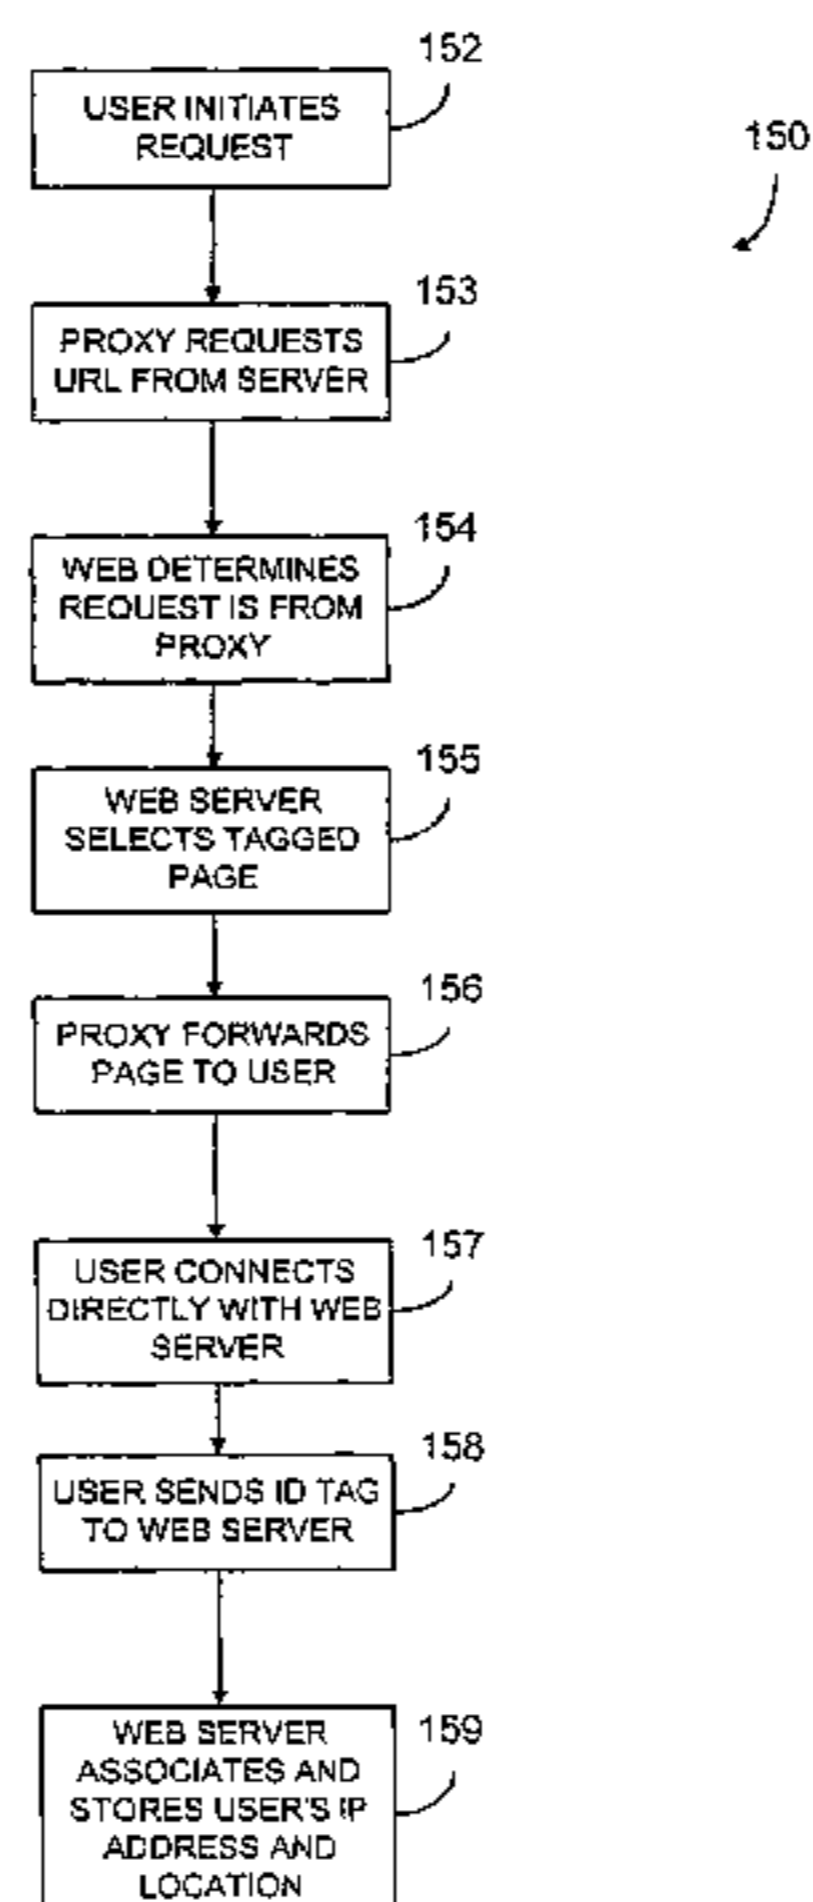 152
USER INITIATES
REQUEST
150
153
PROXY REQUESTS
URL FROM SERVER
154
WEB DETERMINES
REQUEST IS FROM
PROXY
155
WEB SERVER
SELECTS TAGGED
PAGE
156
PROXY FORWARDS
PAGE TO USER
157
USER CONNECTS
DIRECTLY WITH WEB
SERVER
158
USER SENDS ID TAG
TO WEB SERVER
159
WEB SERVER
ASSOCIATES AND
STORES USER'S IP
ADDRESS AND
LOCATION